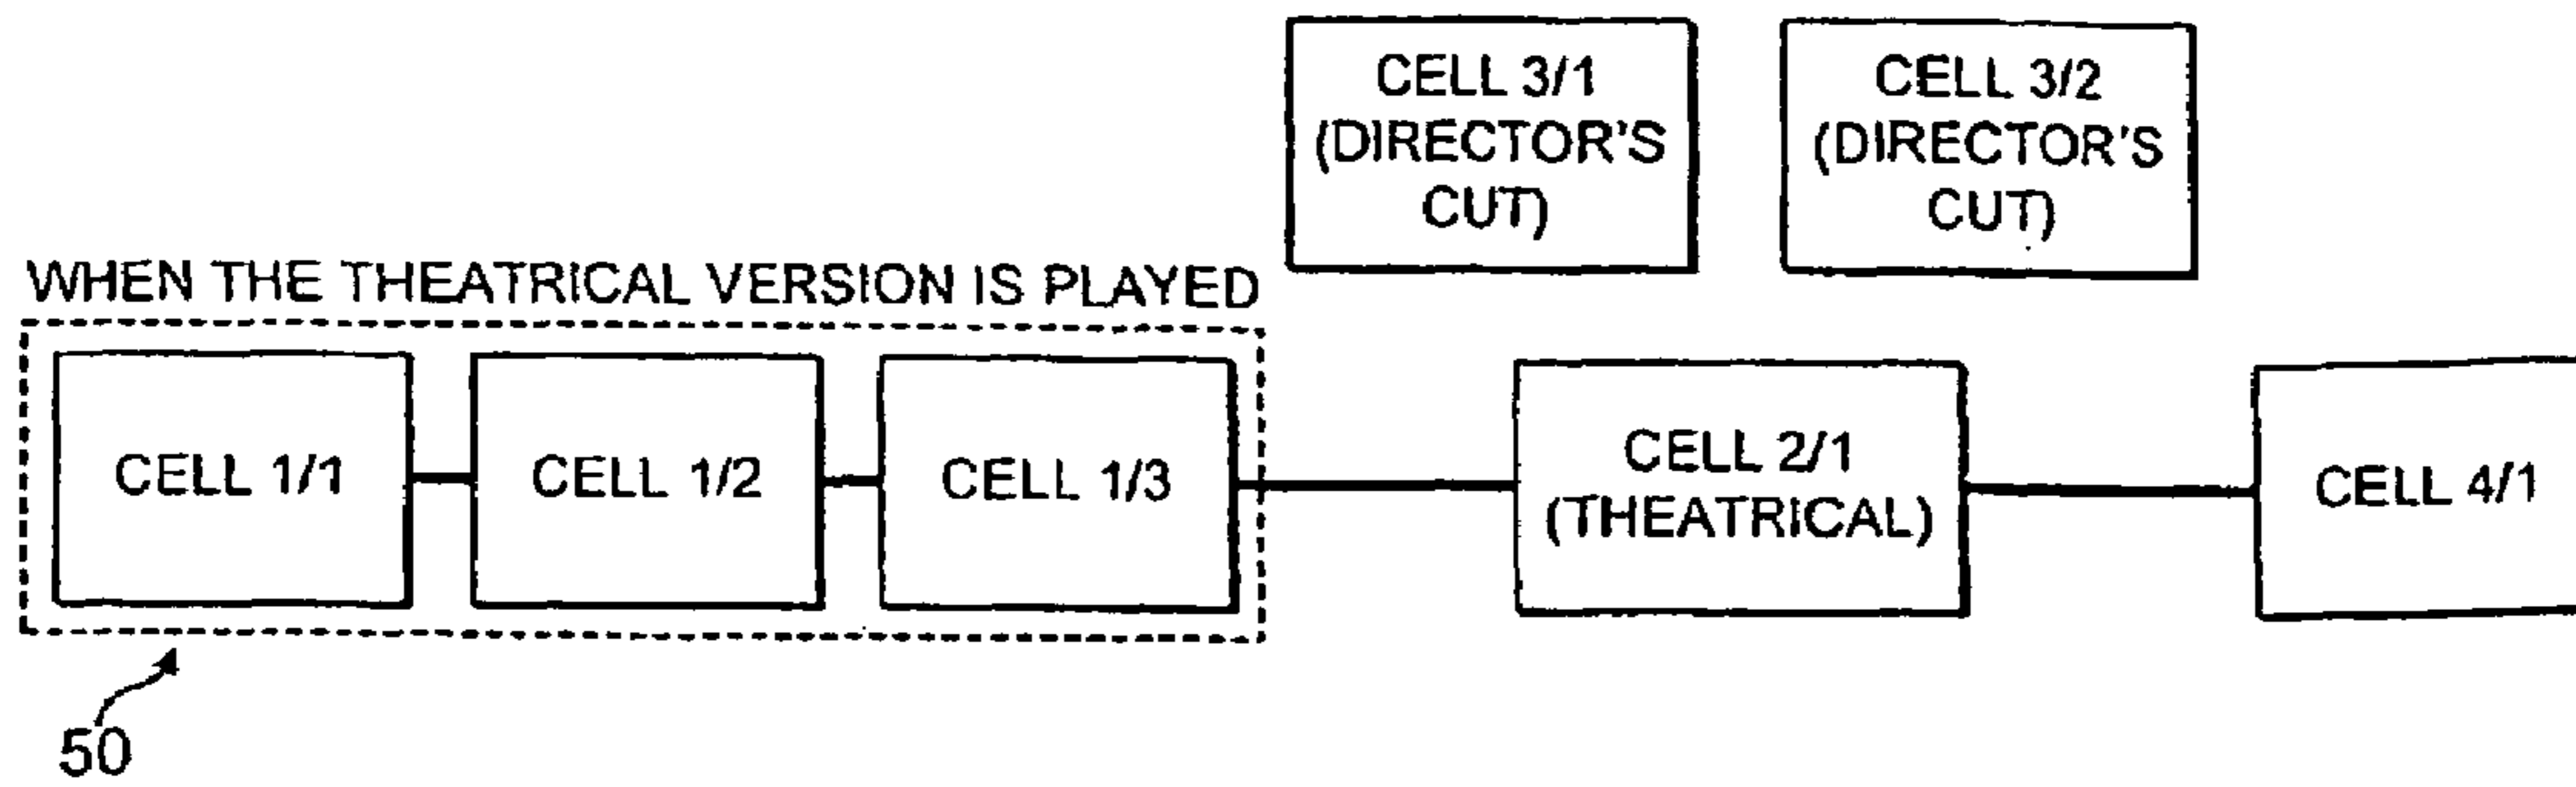 CELL 3/1
(DIRECTOR'S
CUT)
CELL 3/2
(DIRECTOR'S
CUT)
WHEN THE THEATRICAL VERSION IS PLAYED
CELL 1/1
CELL 1/2
CELL 1/3
CELL 2/1
(THEATRICAL)
CELL 4/1
50